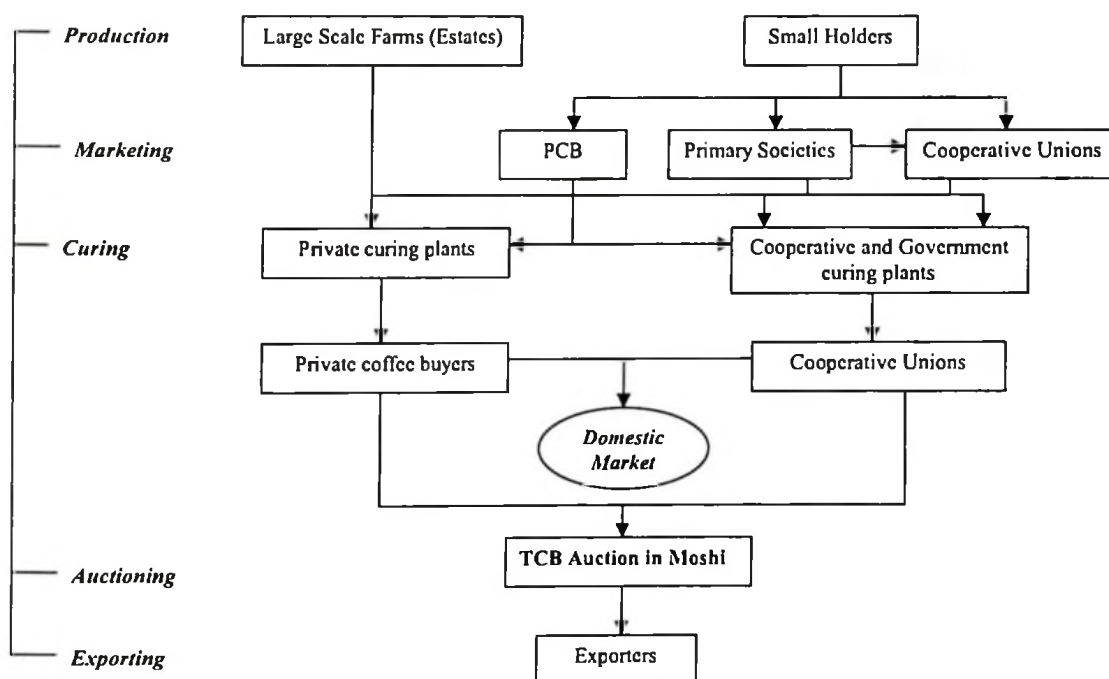 Production
Large Scale Farms (Estates)
Small Holders
Marketing
PCB
Primary Societies
Cooperative Unions
Curing
Private curing plants
Cooperative and Government
curing plants
Private coffee buyers
Cooperative Unions
Domestic
Market
TCB Auction in Moshi
Auctioning
Exporters
Exporting